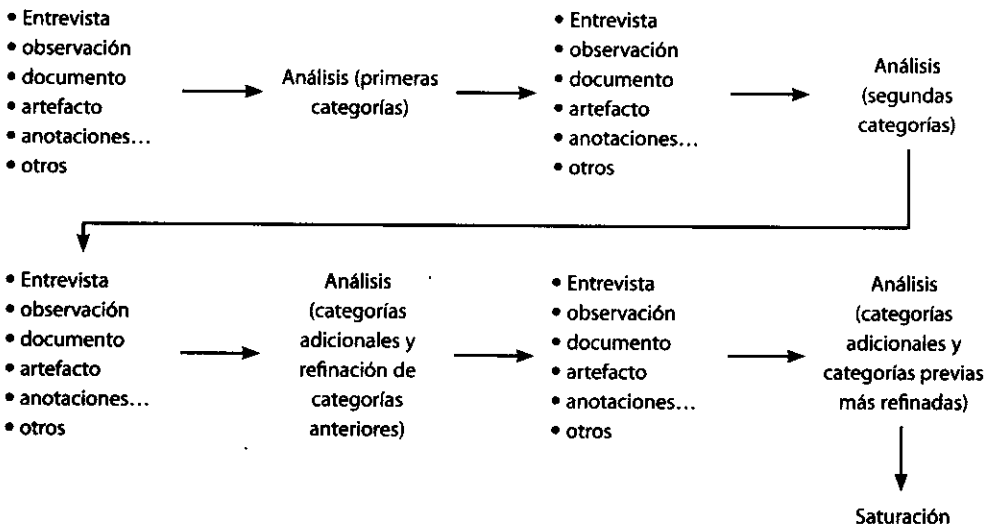 • Entrevista
• observación
• documento
• artefacto
• anotaciones...
• otros
Análisis (primeras
categorías)
• Entrevista
• observación
• documento
• artefacto
• anotaciones...
• otros
Análisis
(segundas
categorías)
• Entrevista
• observación
• documento
• artefacto
• anotaciones...
• otros
Análisis
(categorías
adicionales y
refinación de
categorías
anteriores)
• Entrevista
• observación
• documento
• artefacto
• anotaciones...
• otros
Análisis
(categorías
adicionales y
categorías previas
más refinadas)
Saturación